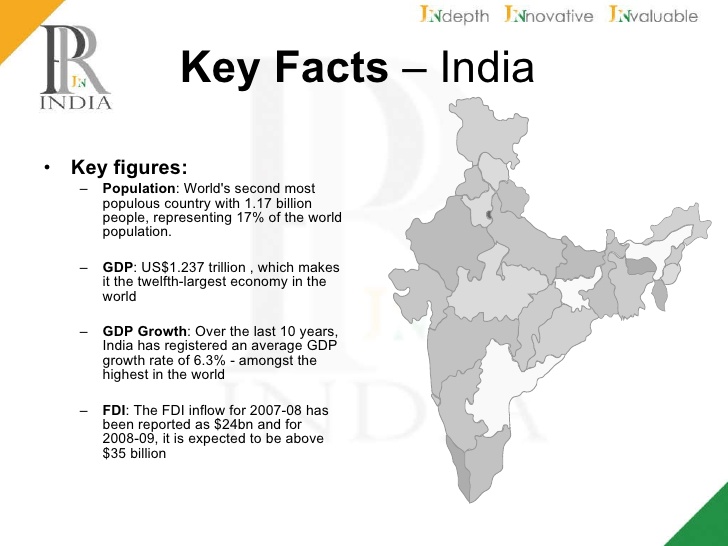 INdepth INnovative INvaluable
PR
IN
INDIA
Key Facts – India
• Key figures:
– Population: World's second most
populous country with 1.17 billion
people, representing 17% of the world
population.
– GDP: US$1.237 trillion , which makes
it the twelfth-largest economy in the
world
– GDP Growth: Over the last 10 years,
India has registered an average GDP
growth rate of 6.3% - amongst the
highest in the world
– FDI: The FDI inflow for 2007-08 has
been reported as $24bn and for
2008-09, it is expected to be above
$35 billion
PR
IN
INDIA